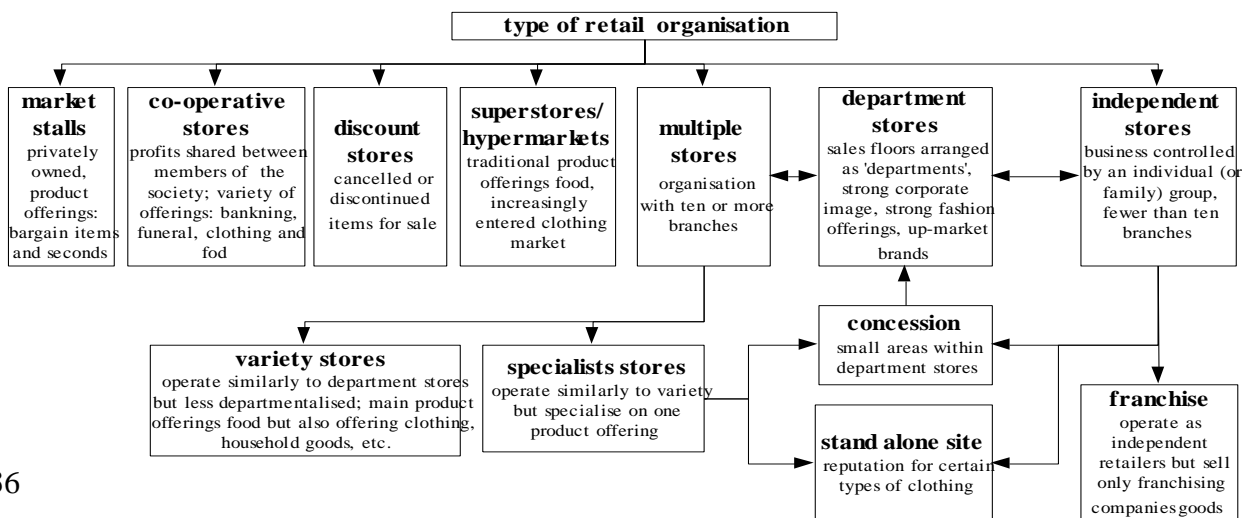 type of retail organisation
market
stalls
privately
owned,
product
offerings:
bargain items
and seconds
co-operative
stores
profits shared between
members of the
society; variety of
offerings: bankning,
funeral, clothing and
fod
discount
stores
cancelled or
discontinued
items for sale
superstores/
hypermarkets
traditional product
offerings food,
increasingly
entered clothing
market
multiple
stores
organisation
with ten or more
branches
department
stores
sales floors arranged
as 'departments',
strong corporate
image, strong fashion
offerings, up-market
brands
independent
stores
business controlled
by an individual (or
family) group,
fewer than ten
branches
variety stores
operate similarly to department stores
but less departmentalised; main product
offerings food but also offering clothing,
household goods, etc.
specialists stores
operate similarly to variety
but specialise on one
product offering
concession
small areas within
department stores
stand alone site
reputation for certain
types of clothing
franchise
operate as
independent
retailers but sell
only franchising
companies goods